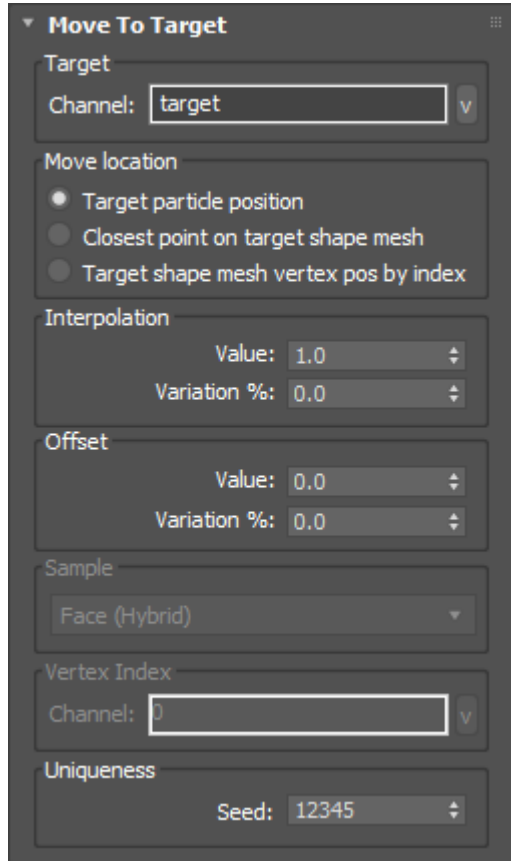 Move To Target
Target
Channel: target v
Move location
Target particle position
Closest point on target shape mesh
Target shape mesh vertex pos by index
Interpolation
Value: 1.0
Variation %: 0.0
Offset
Value: 0.0
Variation %: 0.0
Sample
Face (Hybrid)
Vertex Index
Channel: 0 v
Uniqueness
Seed: 12345